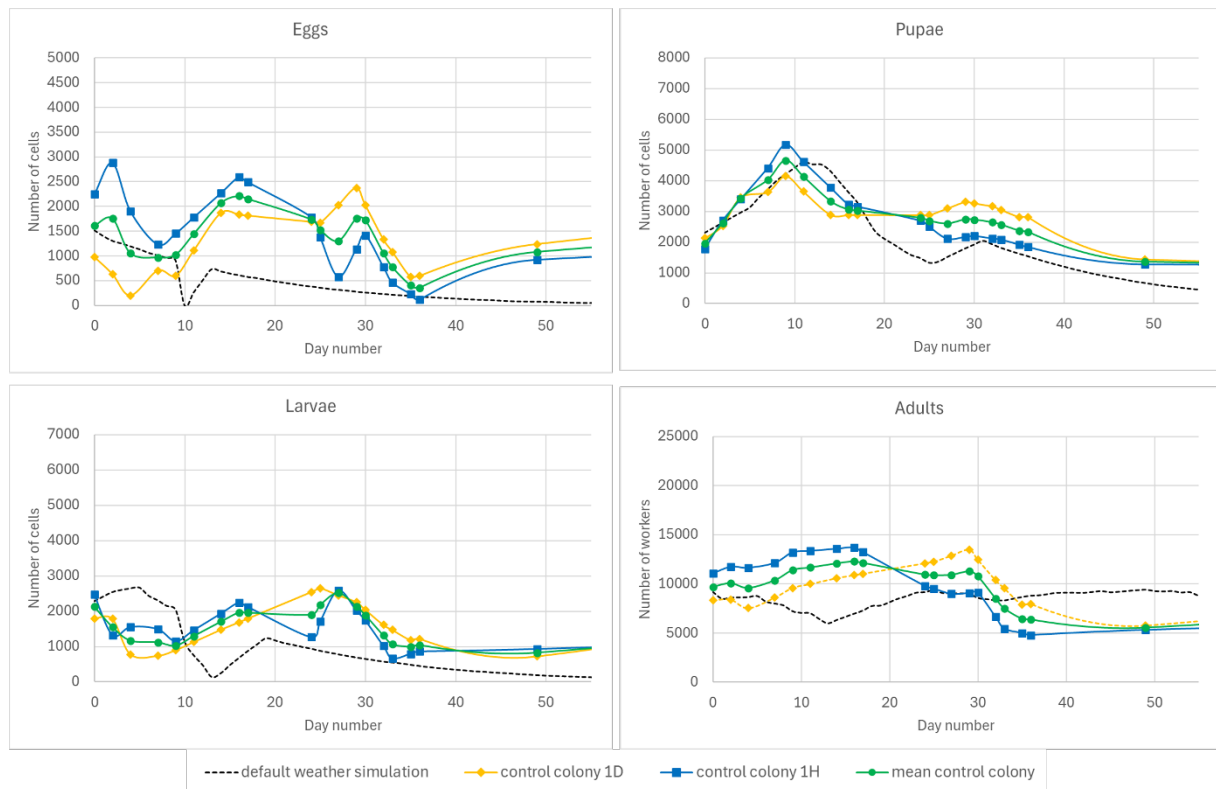 Eggs
Number of cells
5000
4500
4000
3500
3000
2500
2000
1500
1000
500
0
0 10 20 30 40 50
Day number
Pupae
Number of cells
8000
7000
6000
5000
4000
3000
2000
1000
0
0 10 20 30 40 50
Day number
Larvae
Number of cells
7000
6000
5000
4000
3000
2000
1000
0
0 10 20 30 40 50
Day number
Adults
Number of workers
25000
20000
15000
10000
5000
0
0 10 20 30 40 50
Day number
default weather simulation control colony 1D control colony 1H mean control colony